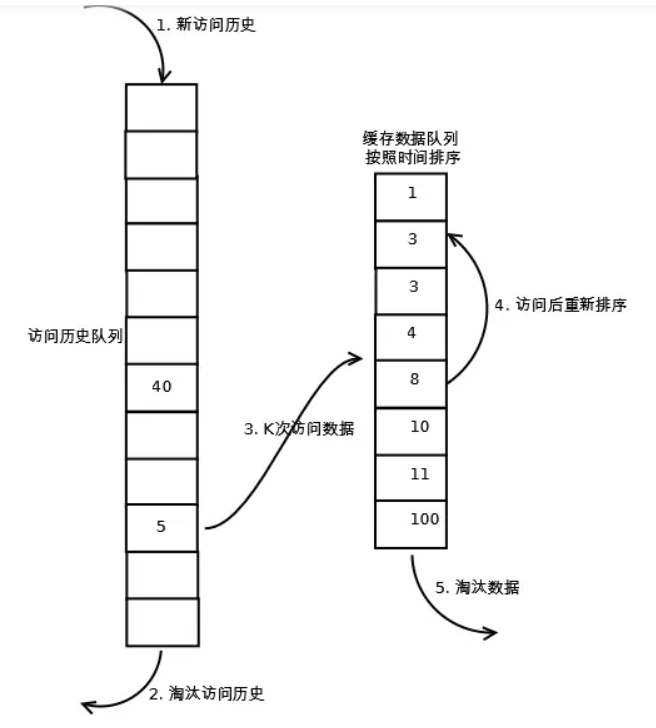 1. 新访问历史
缓存数据队列
按照时间排序
1
3
3
4
8
10
11
100
4. 访问后重新排序
访问历史队列
40
5
3. K次访问数据
5. 淘汰数据
2. 淘汰访问历史